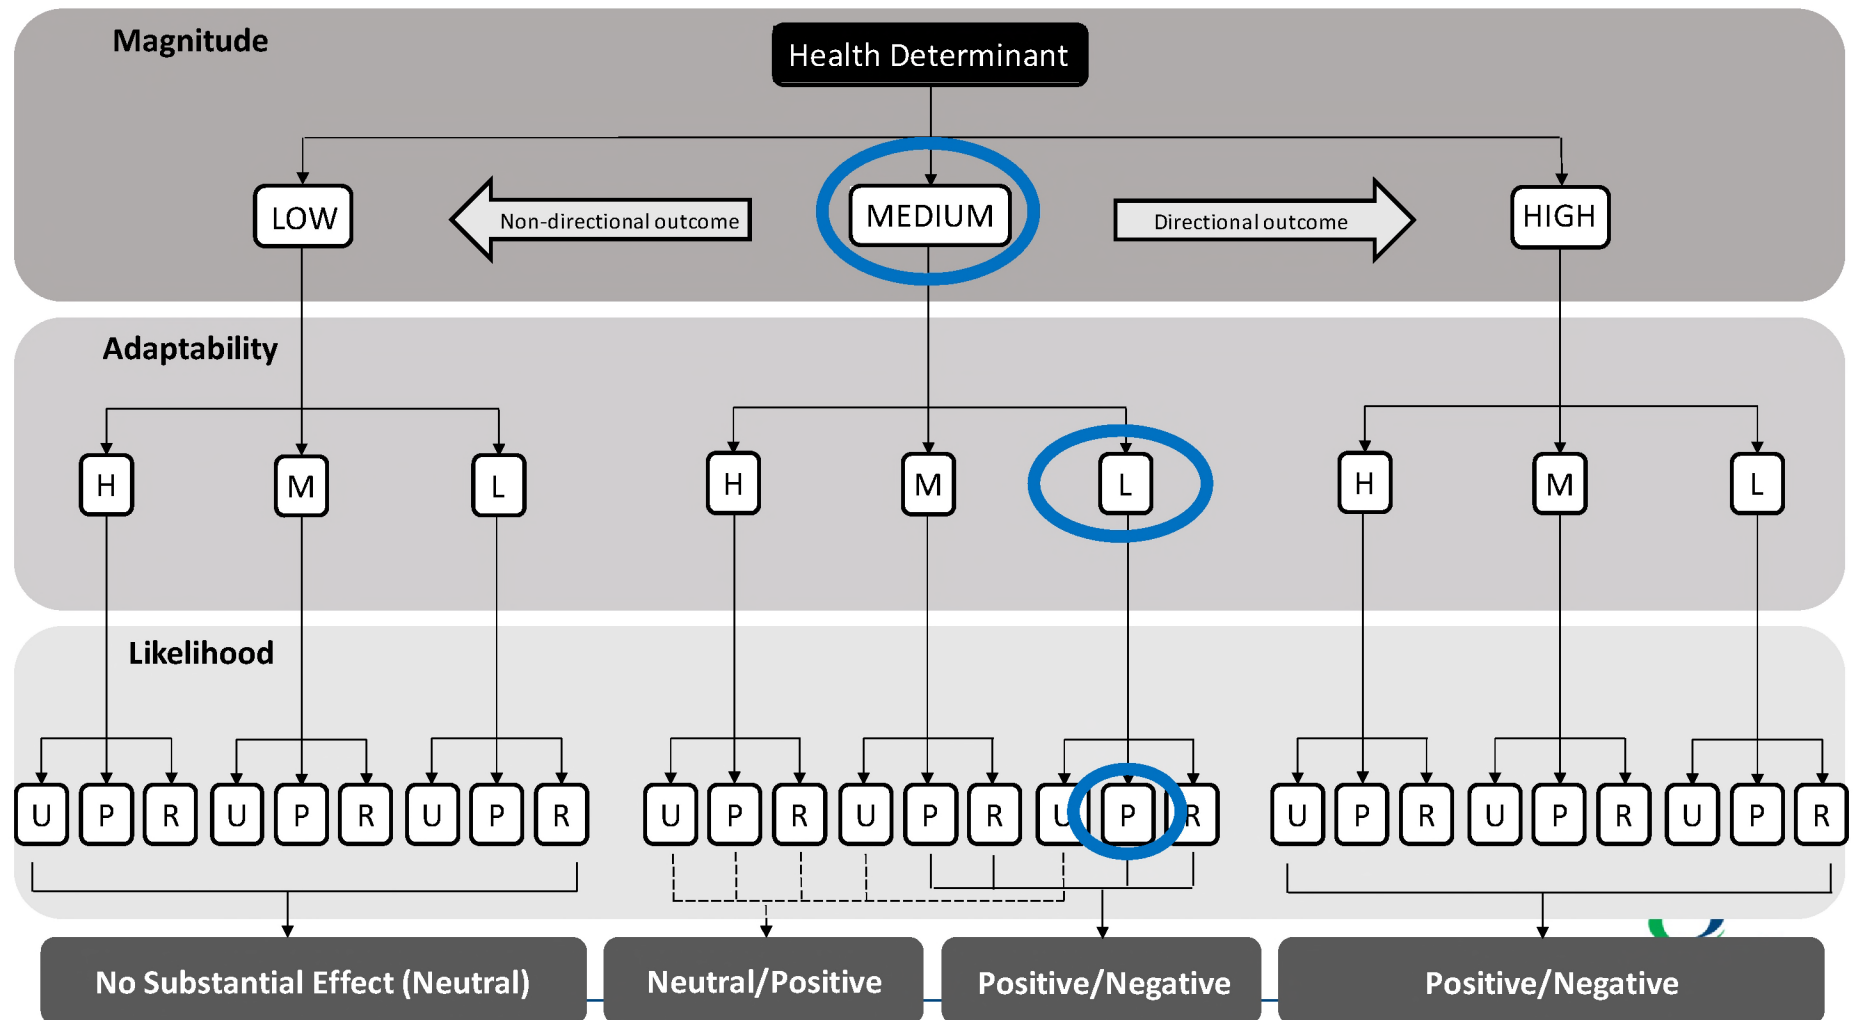 Magnitude
Health Determinant
LOW
Non-directional outcome
MEDIUM
Directional outcome
HIGH
Adaptability
H M L H M L H M L
Likelihood
U P R U P R U P R U P R U P R U P R U P R U P R U P R
No Substantial Effect (Neutral)
Neutral/Positive
Positive/Negative
Positive/Negative